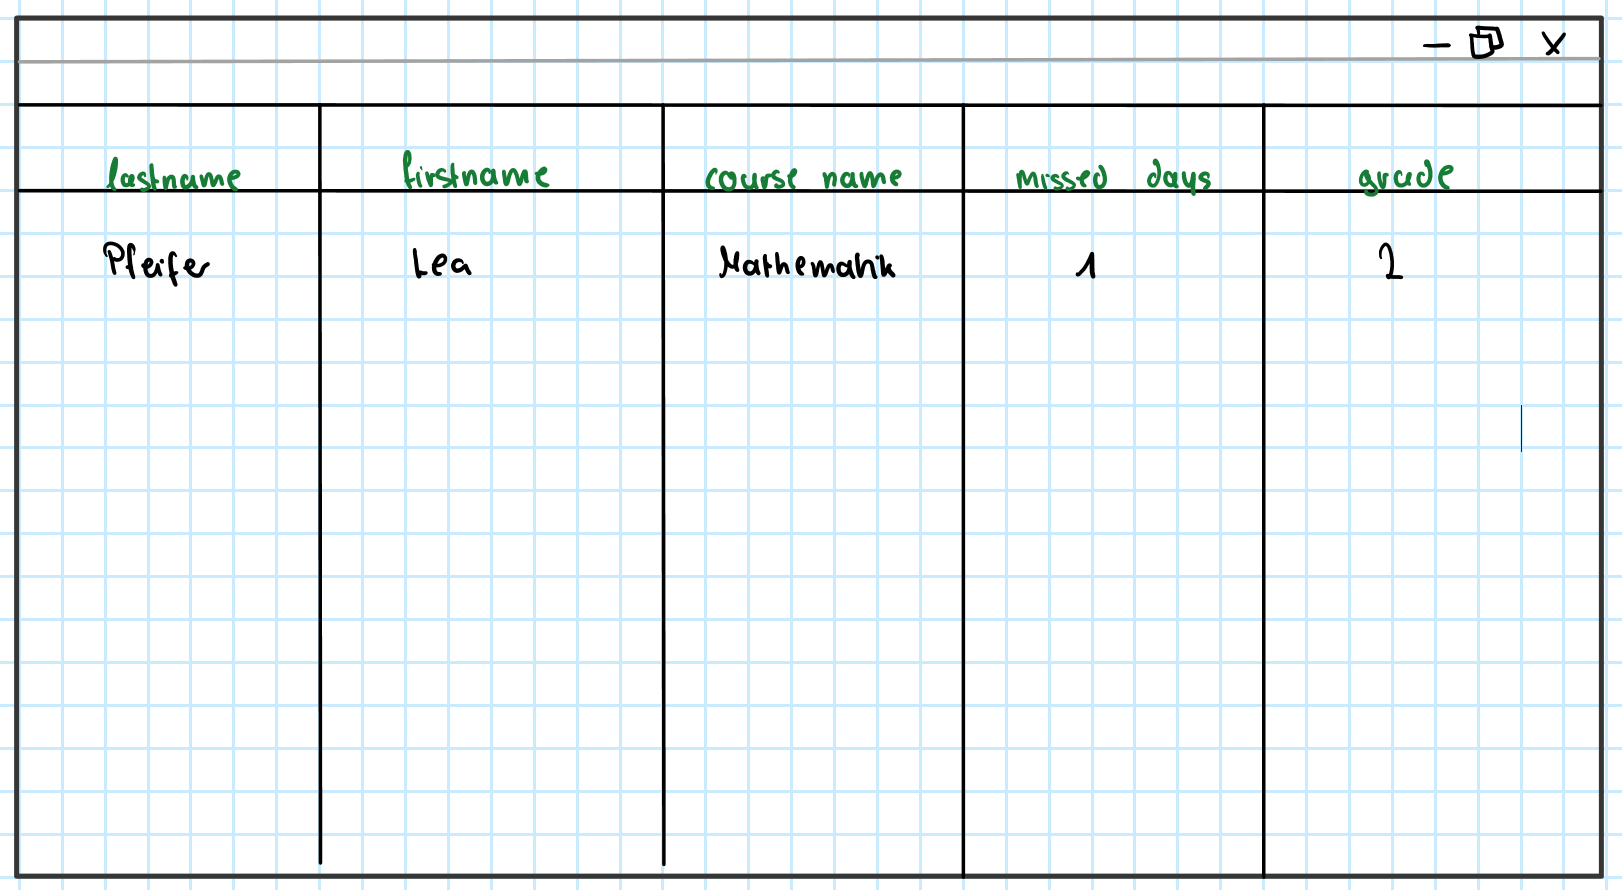 lastname firstname course name missed days grade
Pfeifer Lea Mathematik 1 2